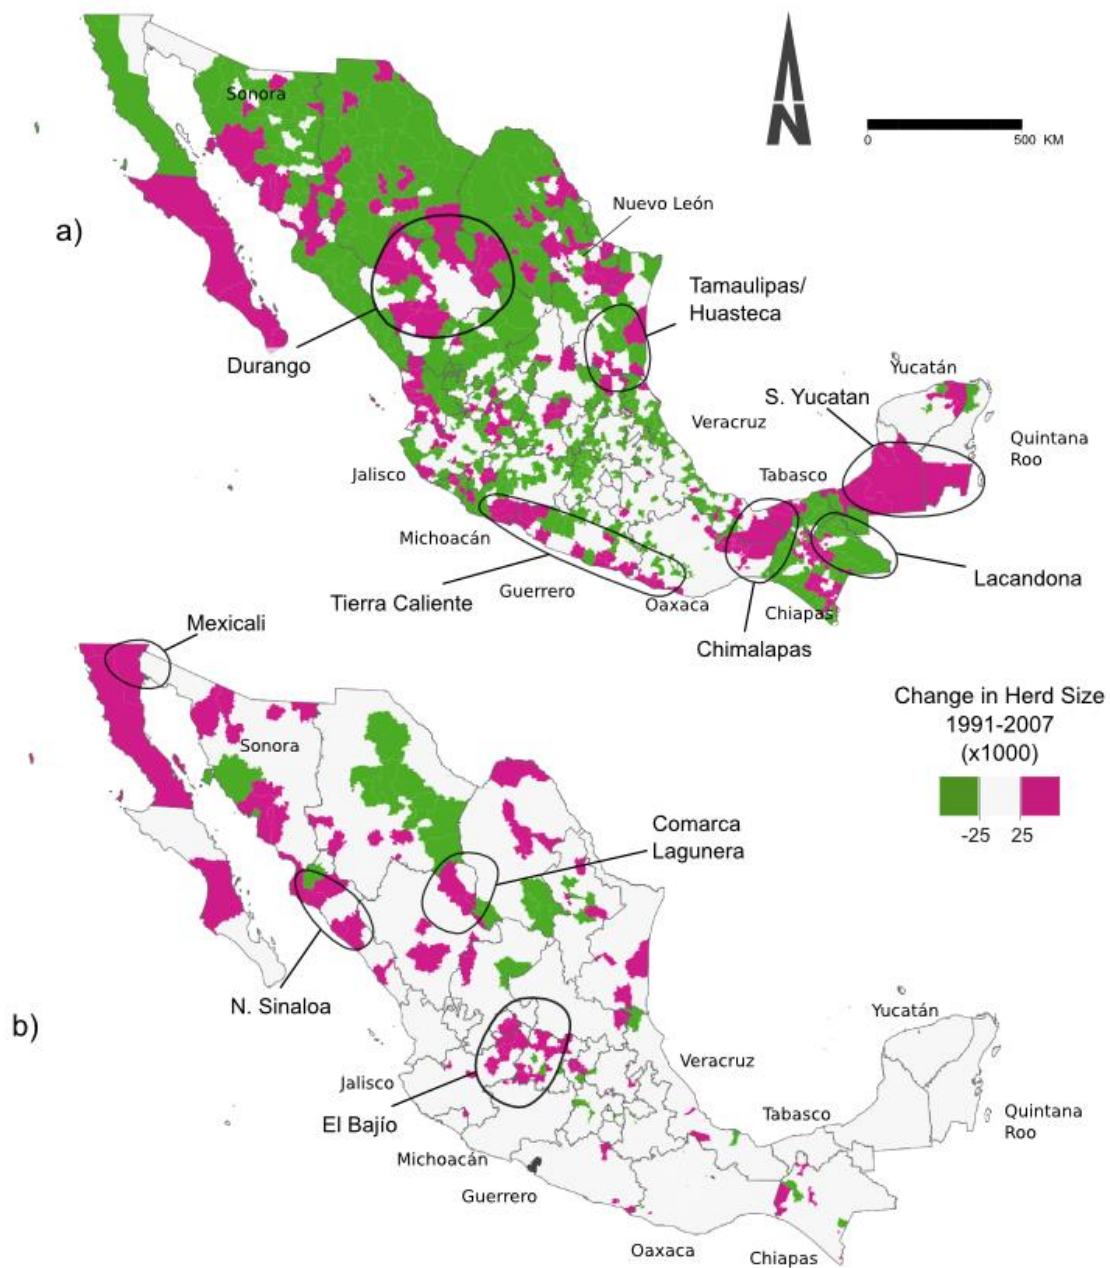 N
0
500 KM
Sonora
a)
Nuevo León
Tamaulipas/
Huasteca
Durango
Yucatán
S. Yucatan
Veracruz
Quintana
Roo
Tabasco
Jalisco
Michoacán
Lacandona
Guerrero
Tierra Caliente
Oaxaca
Chiapas
Chimalapas
Mexicali
Change in Herd Size
1991-2007
(x1000)
-25
25
Sonora
Comarca
Lagunera
N. Sinaloa
b)
Yucatán
Veracruz
Jalisco
El Bajío
Tabasco
Quintana
Roo
Michoacán
Guerrero
Oaxaca
Chiapas